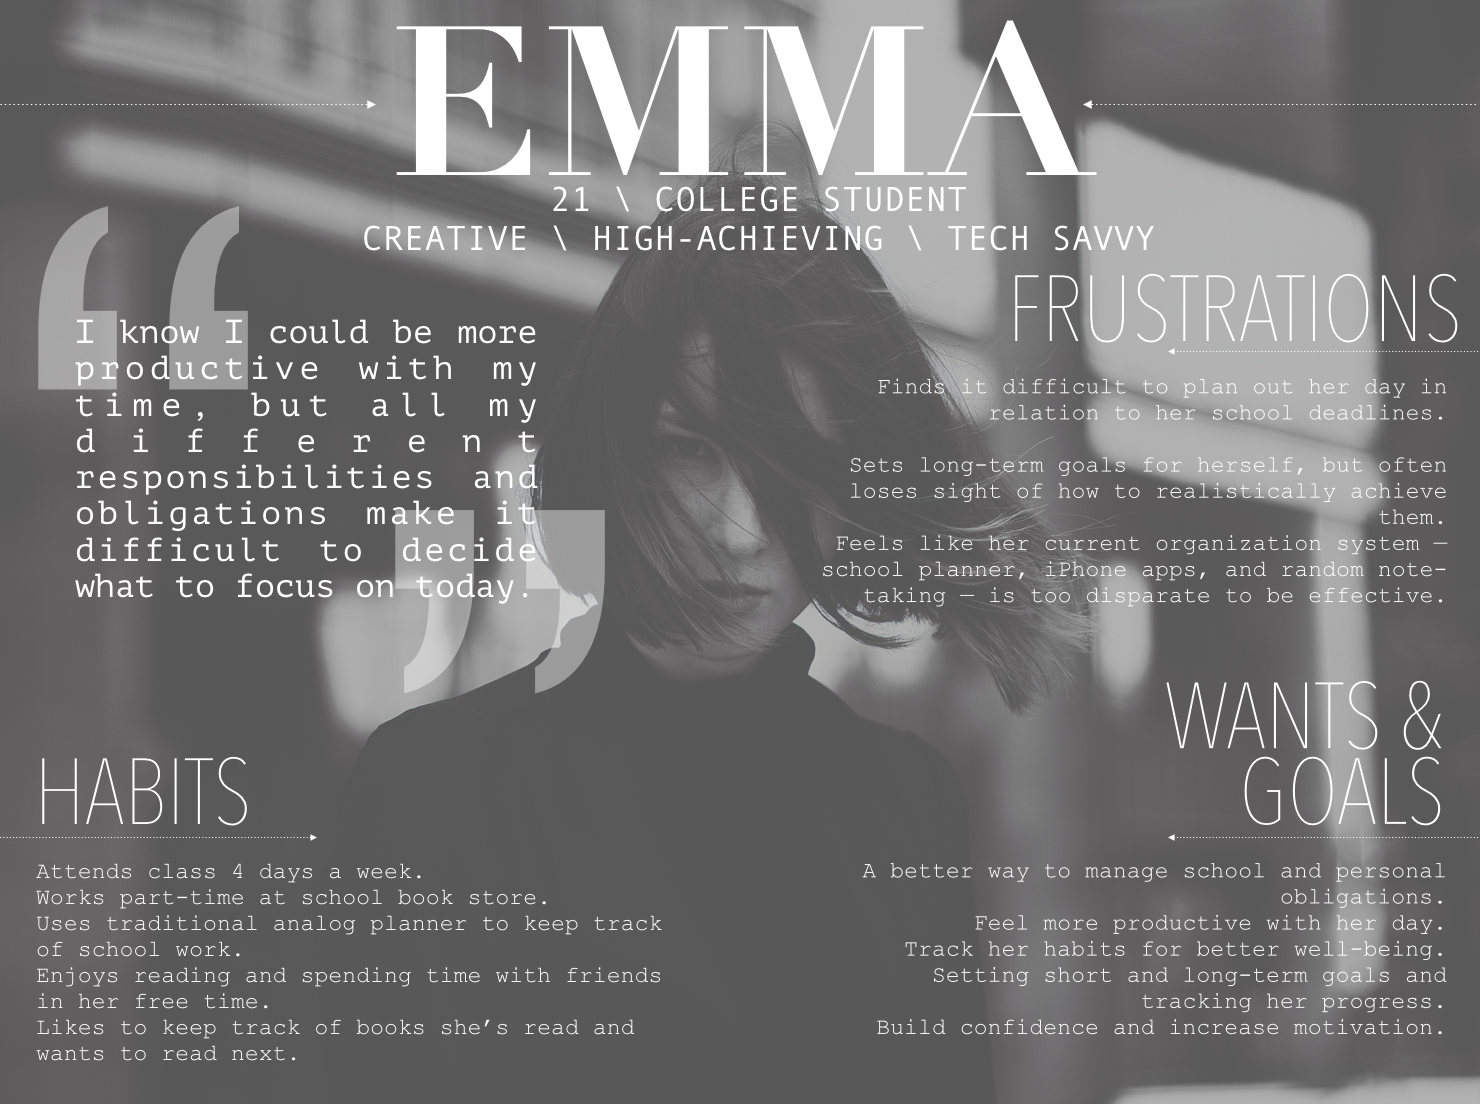 EMMA
21 \ COLLEGE STUDENT
CREATIVE \ HIGH-ACHIEVING \ TECH SAVVY
“
I know I could be more
productive with my
time, but all my
different
responsibilities and
obligations make it
difficult to decide
what to focus on today.
”
FRUSTRATIONS
Finds it difficult to plan out her day in
relation to her school deadlines.
Sets long-term goals for herself, but often
loses sight of how to realistically achieve
them.
Feels like her current organization system —
school planner, iPhone apps, and random note-
taking — is too disparate to be effective.
HABITS
Attends class 4 days a week.
Works part-time at school book store.
Uses traditional analog planner to keep track
of school work.
Enjoys reading and spending time with friends
in her free time.
Likes to keep track of books she’s read and
wants to read next.
WANTS &
GOALS
A better way to manage school and personal
obligations.
Feel more productive with her day.
Track her habits for better well-being.
Setting short and long-term goals and
tracking her progress.
Build confidence and increase motivation.